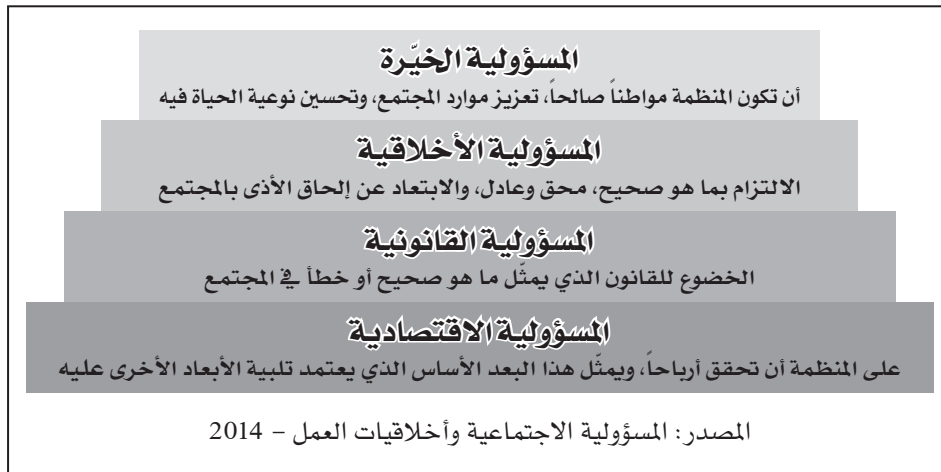 المسؤولية الخيّرة
أن تكون المنظمة مواطناً صالحاً، تعزيز موارد المجتمع، وتحسين نوعية الحياة فيه
المسؤولية الأخلاقية
الالتزام بما هو صحيح، محق وعادل، والابتعاد عن إلحاق الأذى بالمجتمع
المسؤولية القانونية
الخضوع للقانون الذي يمثّل ما هو صحيح أو خطأ في المجتمع
المسؤولية الاقتصادية
على المنظمة أن تحقق أرباحاً، ويمثّل هذا البعد الأساس الذي يعتمد تلبية الأبعاد الأخرى عليه
المصدر: المسؤولية الاجتماعية وأخلاقيات العمل – 2014